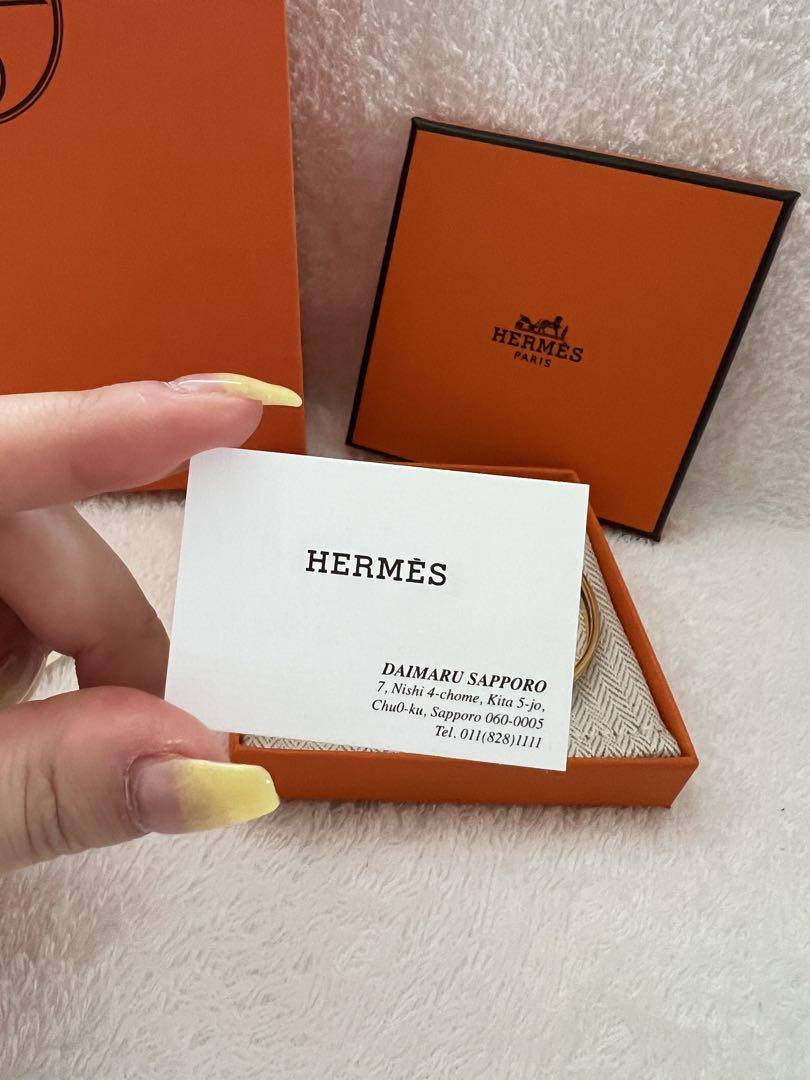 HERMÈS
PARIS
HERMÈS
DAIMARU SAPPORO
7, Nishi 4-chome, Kita 5-jo,
Chu0-ku, Sapporo 060-0005
Tel. 011(828)1111